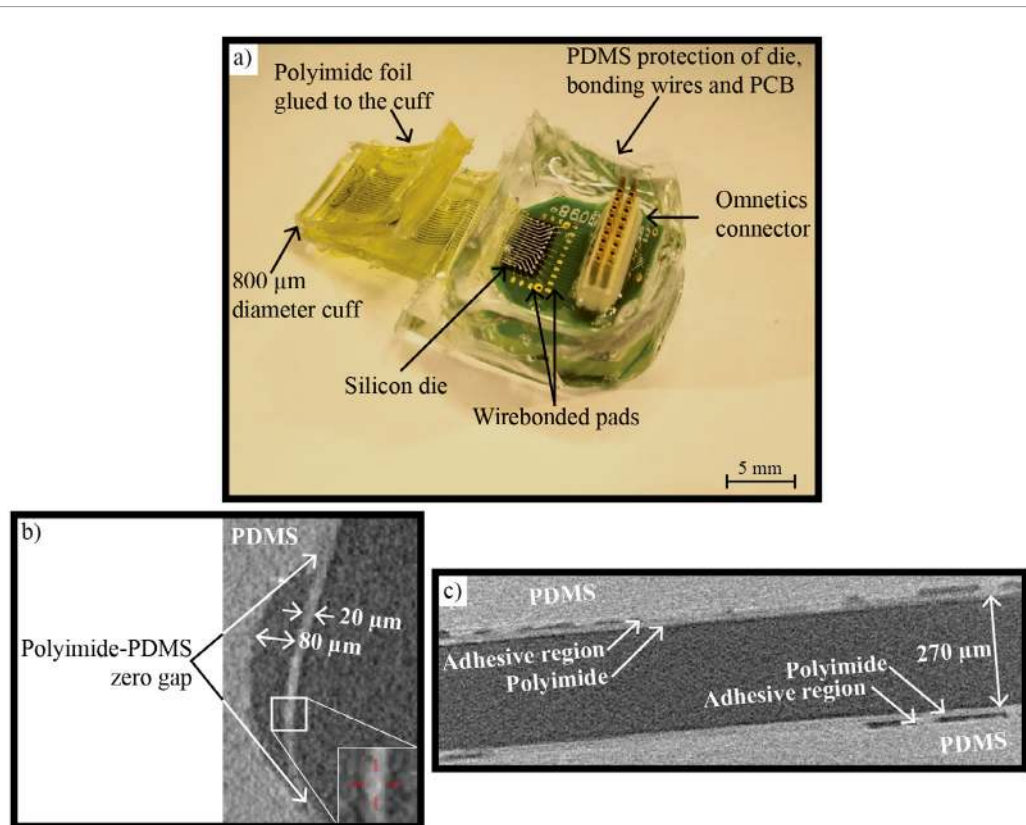 a)
Polyimide foil
glued to the cuff
PDMS protection of die,
bonding wires and PCB
Omnetics
connector
800 µm
diameter cuff
Silicon die
Wirebonded pads
5 mm
b)
PDMS
20 µm
80 µm
Polyimide-PDMS
zero gap
c)
PDMS
Adhesive region
Polyimide
270 µm
Polyimide
Adhesive region
PDMS